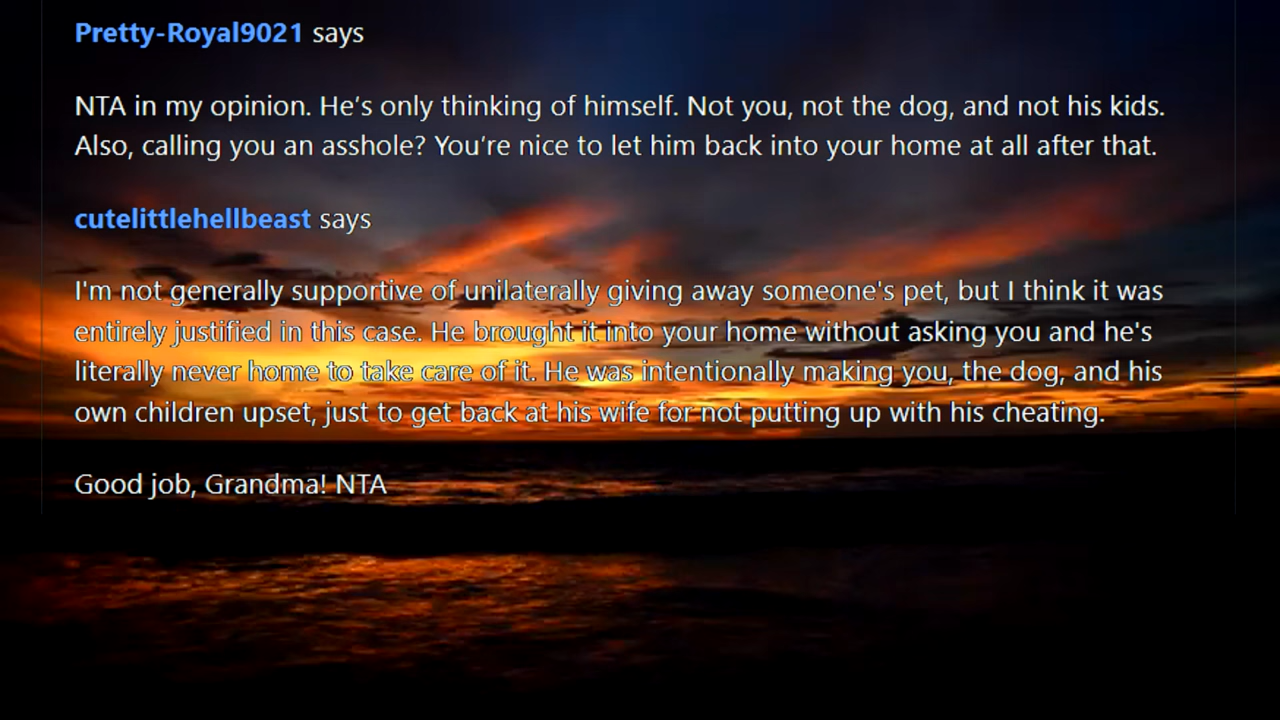 Pretty-Royal9021 says
NTA in my opinion. He's only thinking of himself. Not you, not the dog, and not his kids.
Also, calling you an asshole? You're nice to let him back into your home at all after that.
cutelittlehellbeast says
I'm not generally supportive of unilaterally giving away someone's pet, but I think it was
entirely justified in this case. He brought it into your home without asking you and he's
literally never home to take care of it. He was intentionally making you, the dog, and his
own children upset, just to get back at his wife for not putting up with his cheating.
Good job, Grandma! NTA